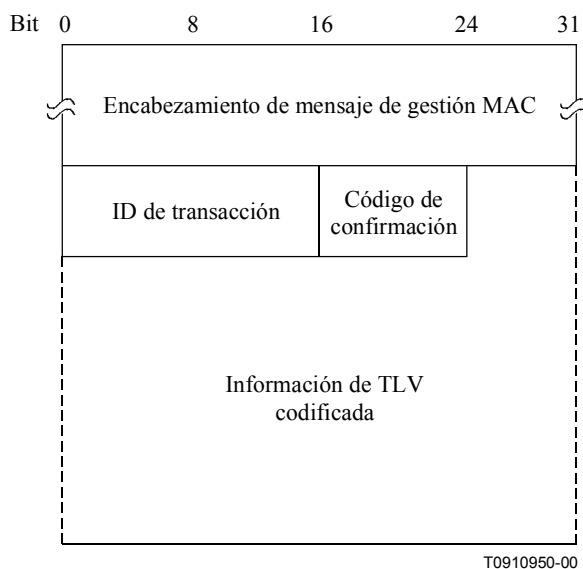 Bit 0 8 16 24 31
Encabezamiento de mensaje de gestión MAC
ID de transacción
Código de
confirmación
Información de TLV
codificada
T0910950-00